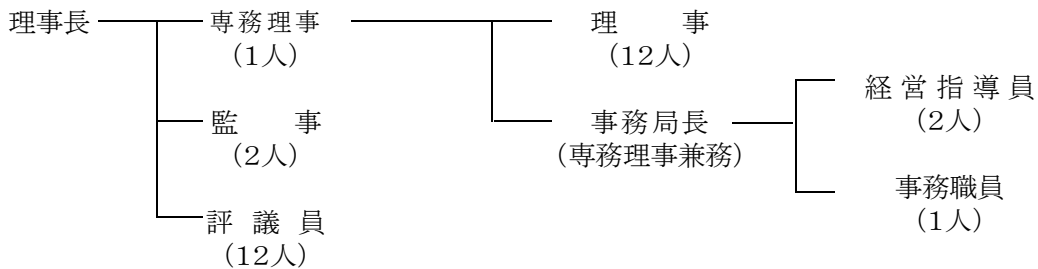 理事長
専務理事
(1人)
理 事
(12人)
監 事
(2人)
事務局長
(専務理事兼務)
経営指導員
(2人)
事務職員
(1人)
評 議 員
(12人)